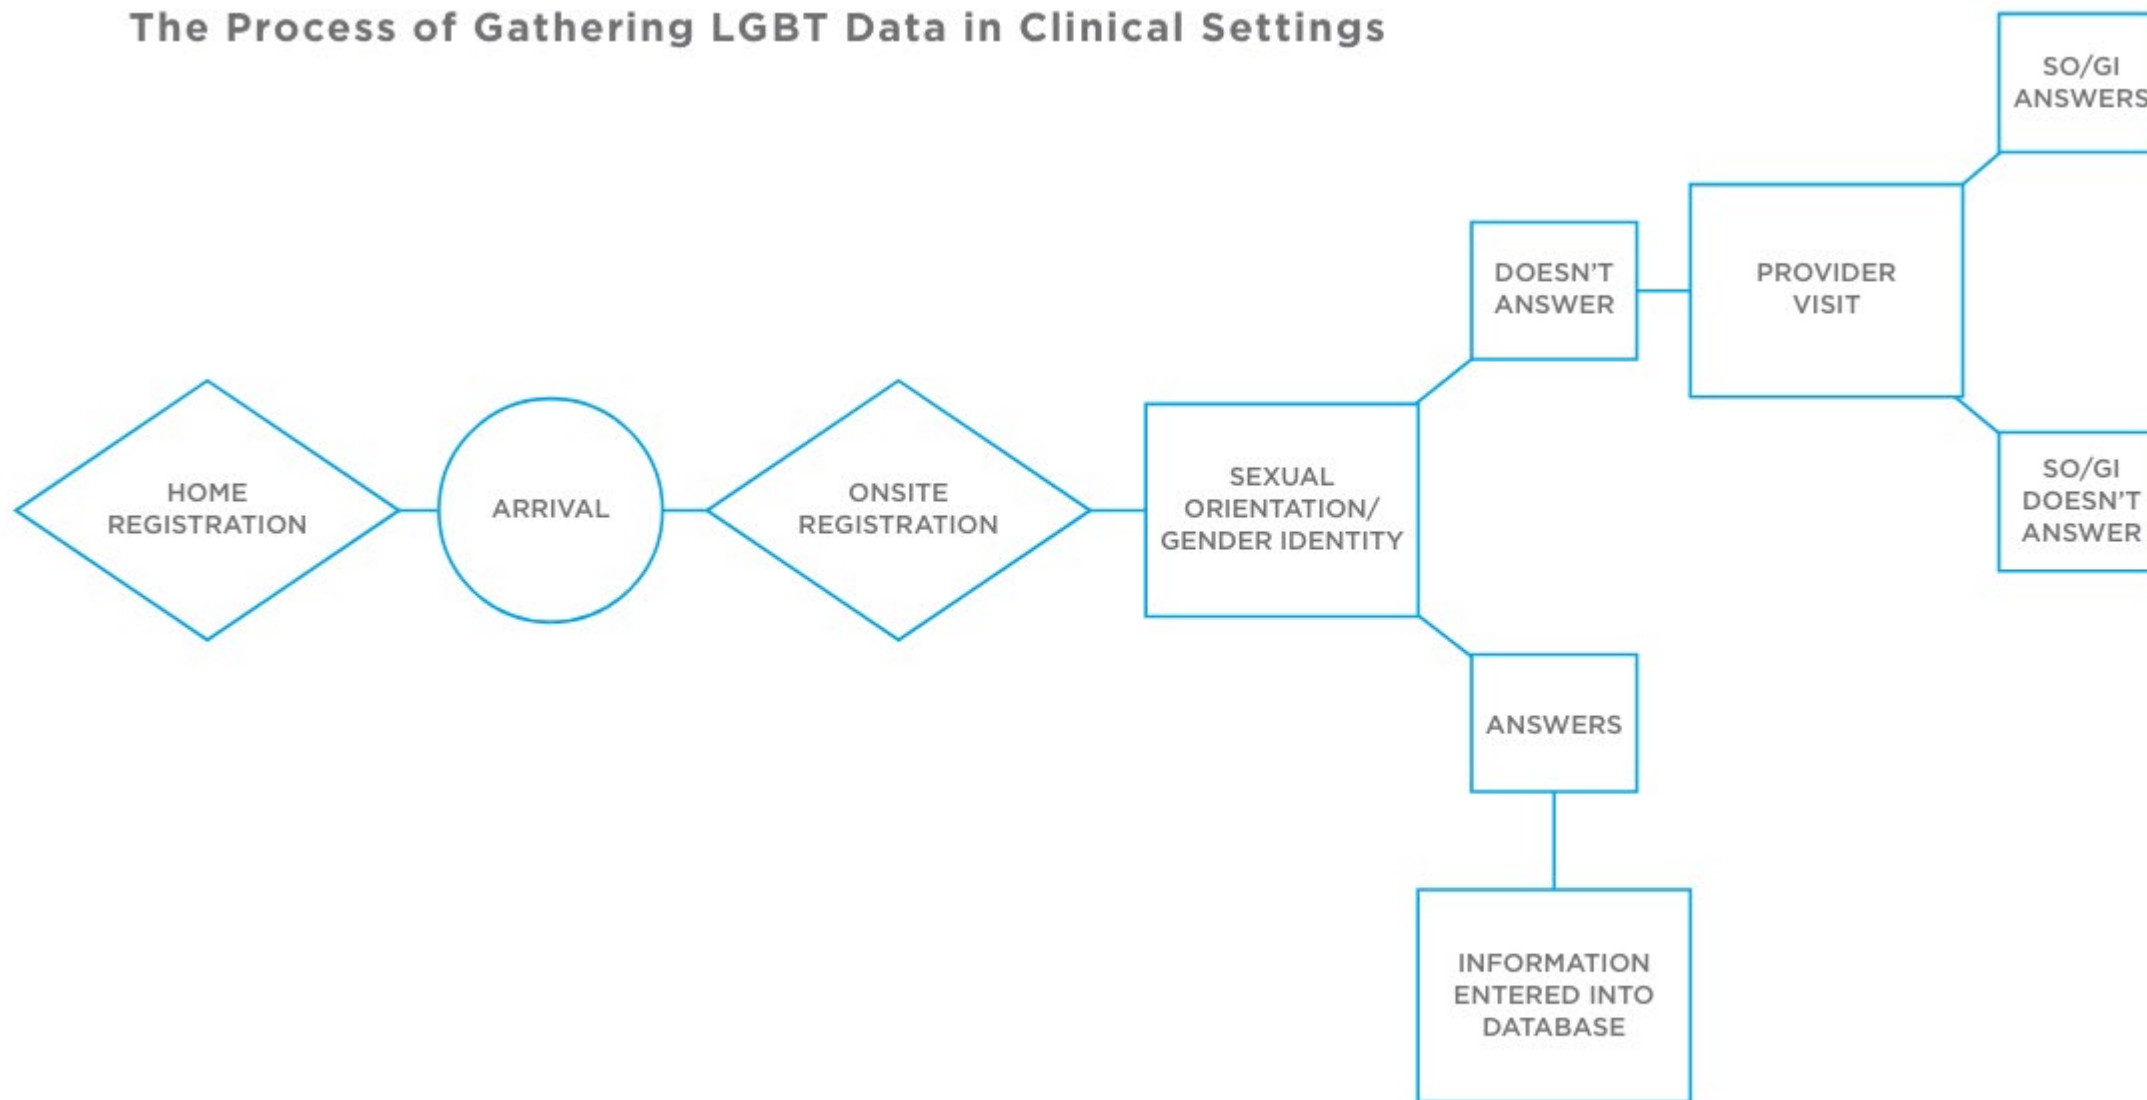 The Process of Gathering LGBT Data in Clinical Settings
HOME
REGISTRATION
ARRIVAL
ONSITE
REGISTRATION
SEXUAL
ORIENTATION/
GENDER IDENTITY
DOESN'T
ANSWER
PROVIDER
VISIT
SO/GI
ANSWERS
SO/GI
DOESN'T
ANSWER
ANSWERS
INFORMATION
ENTERED INTO
DATABASE